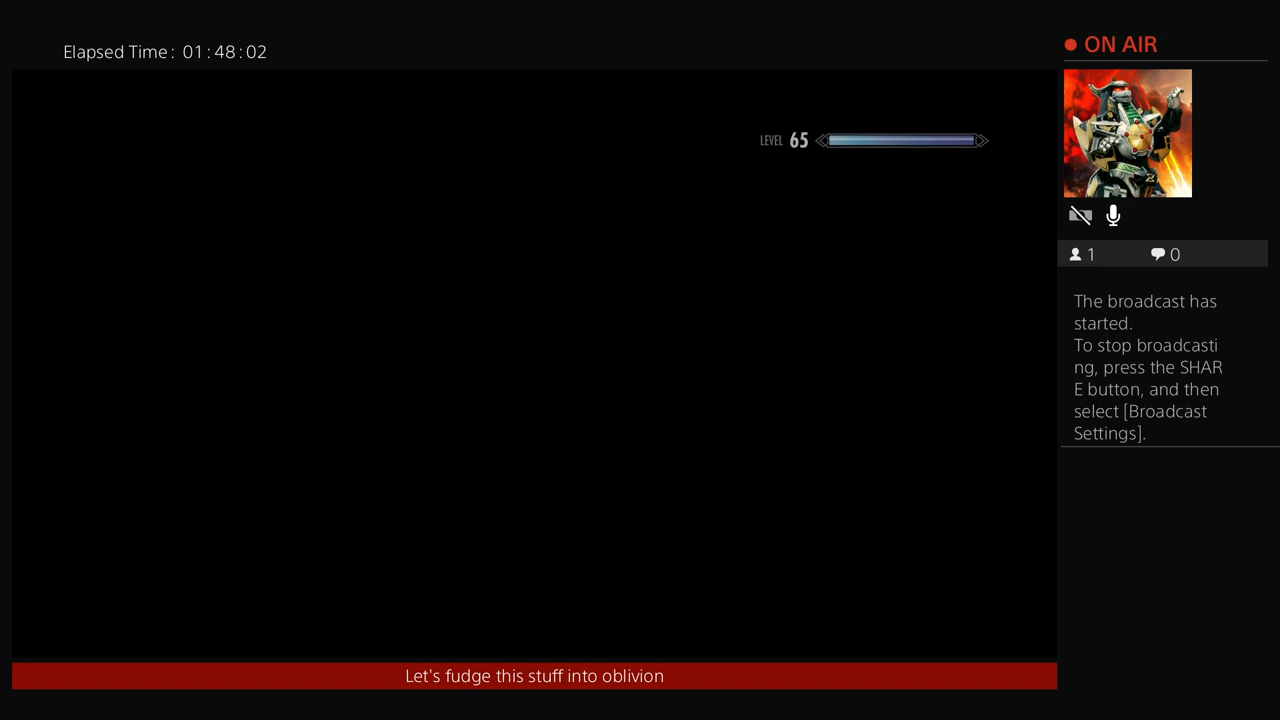 Elapsed Time: 01:48:02
ON AIR
LEVEL 65
1 0
The broadcast has
started.
To stop broadcasti
ng, press the SHAR
E button, and then
select [Broadcast
Settings].
Let's fudge this stuff into oblivion